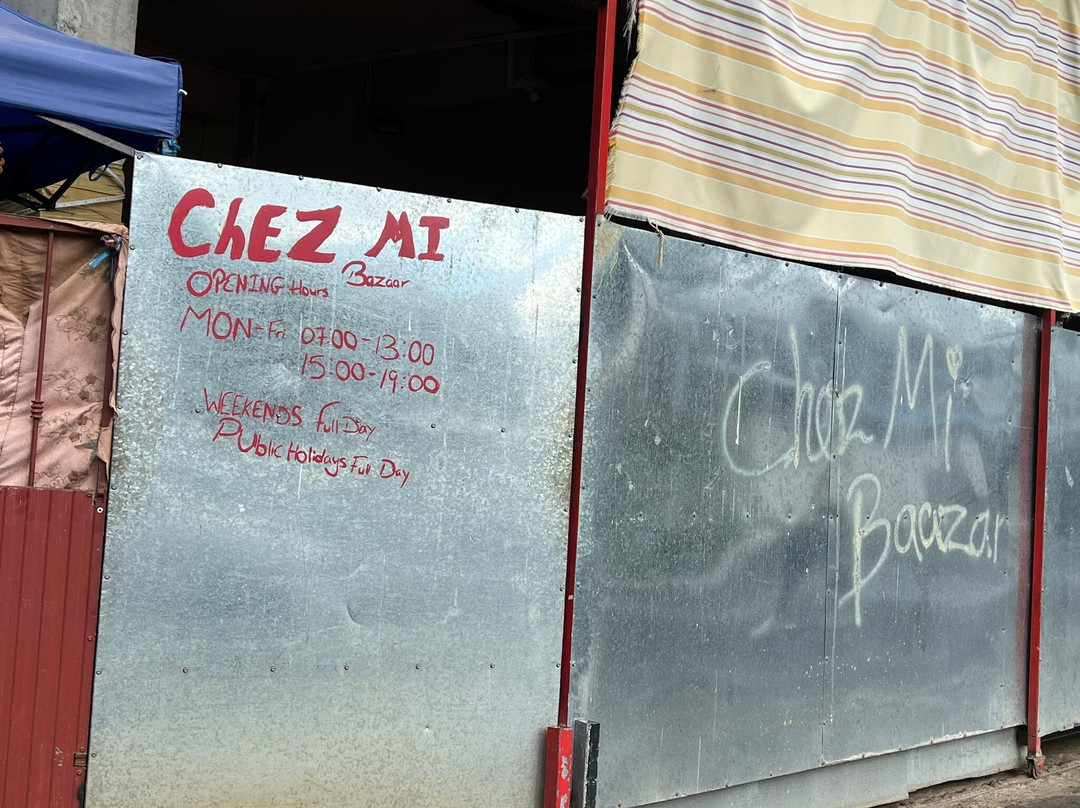 ChEZ MI
Bazaar
OPENING Hours
MON-Fri 07.00-13:00
15:00-19:00
WEEKENDS Full Day
PUblic Holidays Full Day
Chez Mi
Baazar